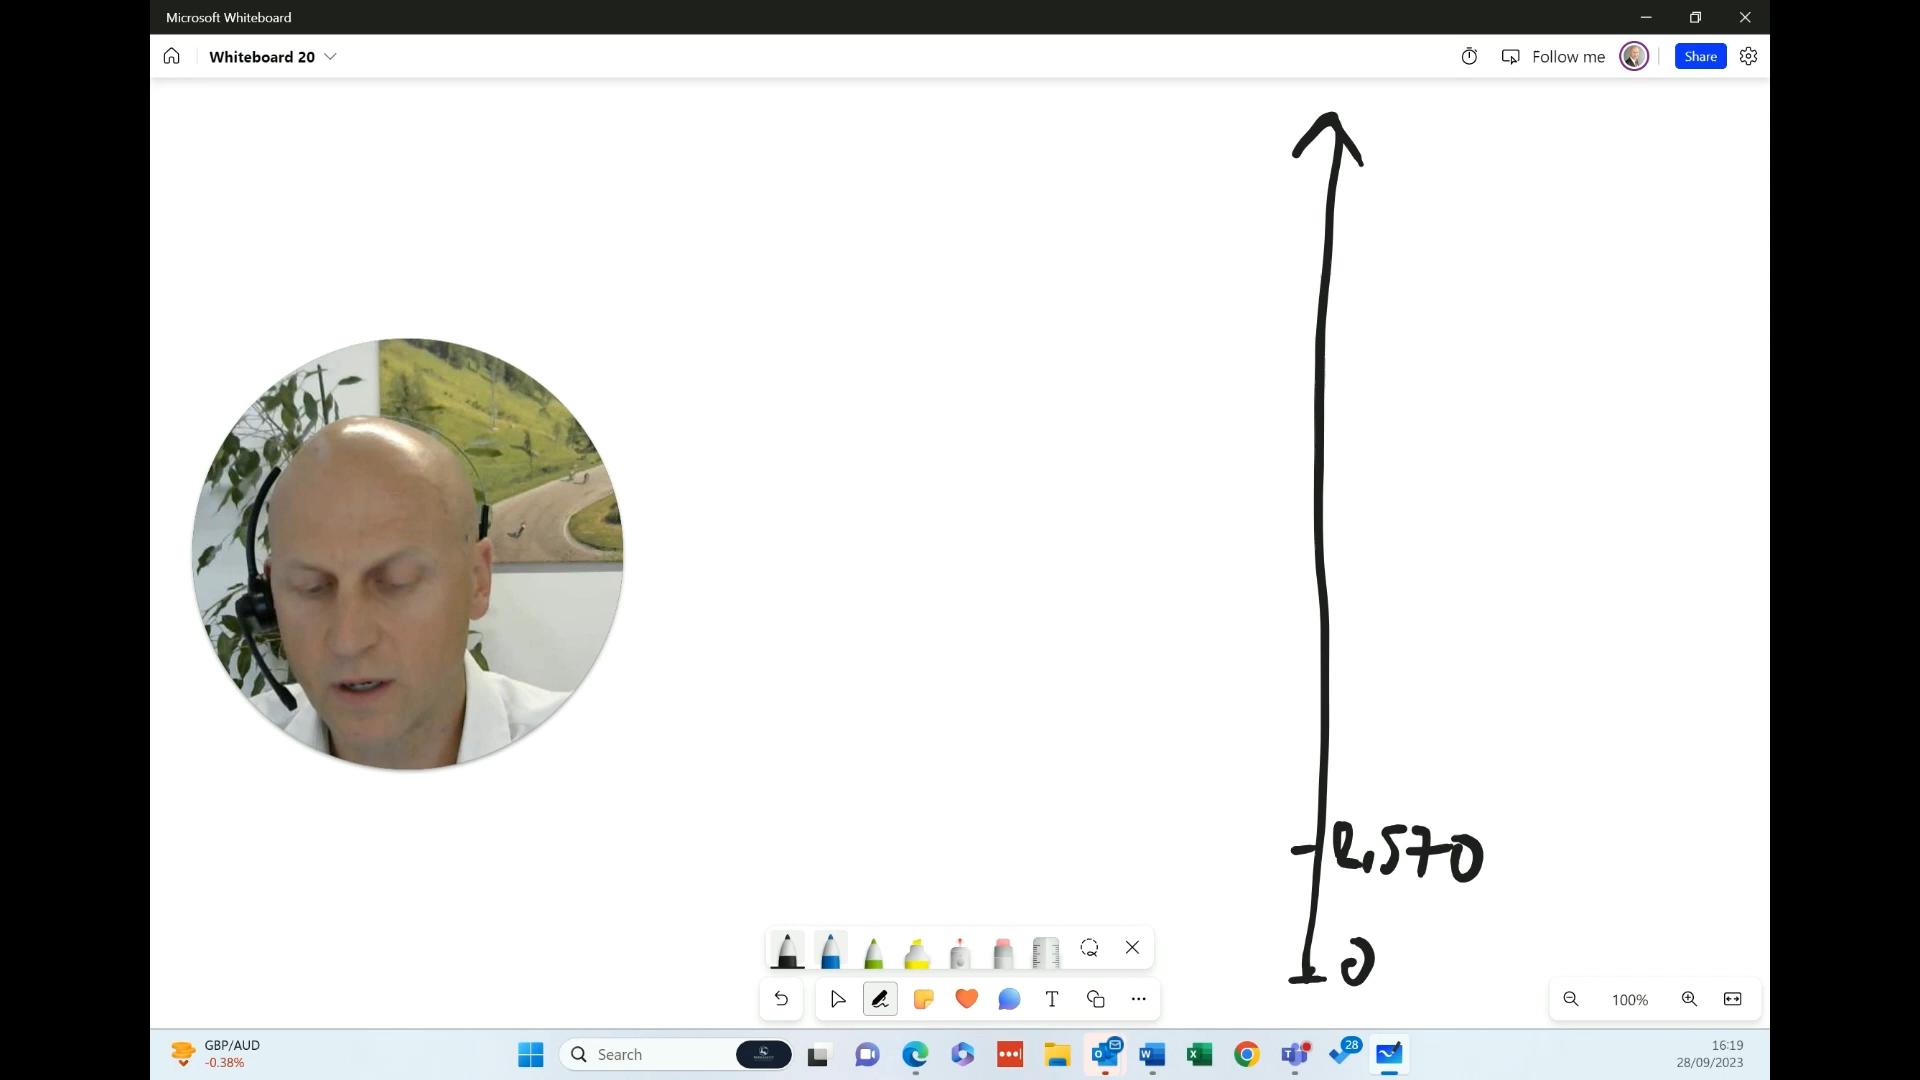 Microsoft Whiteboard
Whiteboard 20
Follow me
Share
12,570
0
T
100%
GBP/AUD
-0.38%
Search
28
16:19
28/09/2023